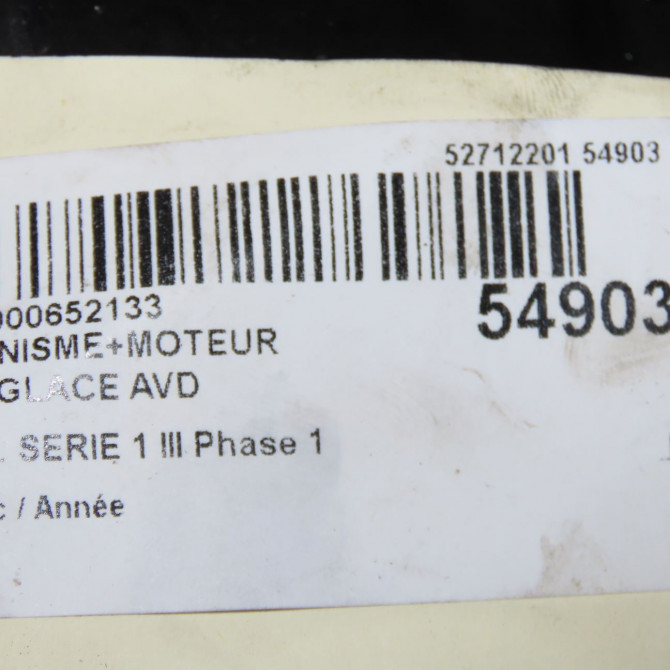 52712201 54903
000652133
54903
NISME+MOTEUR
GLACE AVD
. SERIE 1 III Phase 1
c / Année